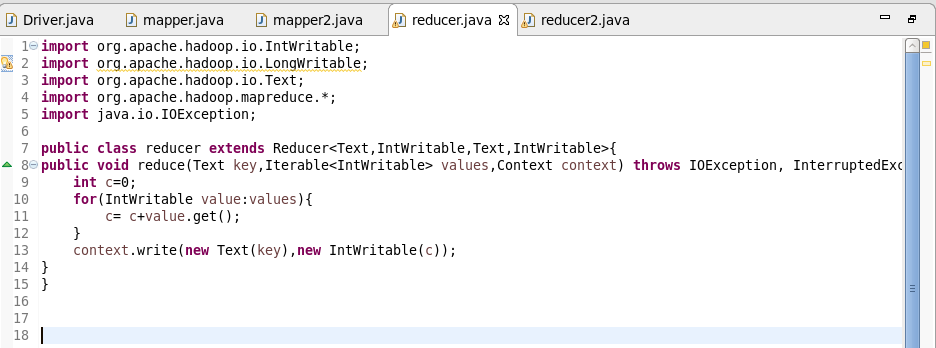 Driver.java mapper.java mapper2.java reducer.java reducer2.java
1 import org.apache.hadoop.io.IntWritable;
2 import org.apache.hadoop.io.LongWritable;
3 import org.apache.hadoop.io.Text;
4 import org.apache.hadoop.mapreduce.*;
5 import java.io.IOException;
6
7 public class reducer extends Reducer<Text,IntWritable,Text,IntWritable>{
8 public void reduce(Text key,Iterable<IntWritable> values,Context context) throws IOException, InterruptedExc
9     int c=0;
10     for(IntWritable value:values){
11         c= c+value.get();
12     }
13     context.write(new Text(key),new IntWritable(c));
14 }
15 }
16
17
18